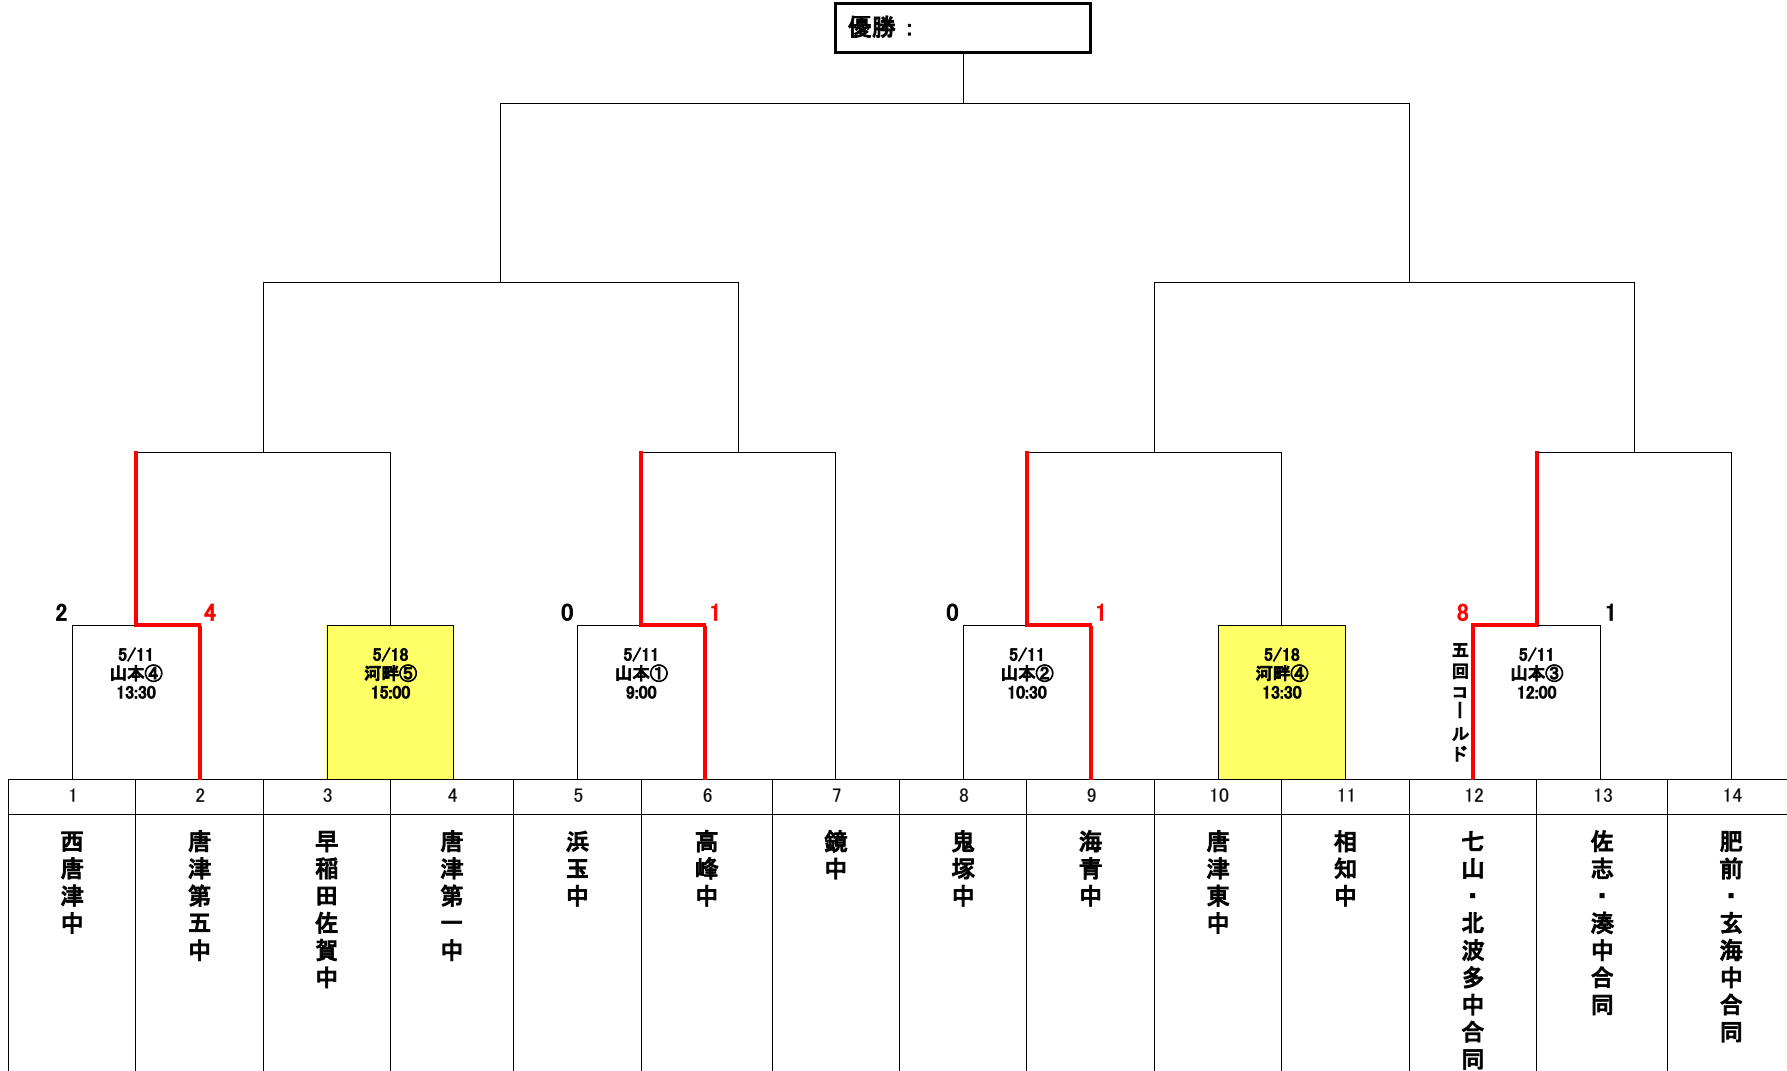 優勝：
2
4
0
1
0
1
8
1
5/11
山本④
13:30
5/18
河畔⑤
15:00
5/11
山本①
9:00
5/11
山本②
10:30
5/18
河畔④
13:30
五回コールド
5/11
山本③
12:00
1
2
3
4
5
6
7
8
9
10
11
12
13
14
西唐津中
唐津第五中
早稲田佐賀中
唐津第一中
浜玉中
高峰中
鏡中
鬼塚中
海青中
唐津東中
相知中
七山・北波多中合同
佐志・湊中合同
肥前・玄海中合同